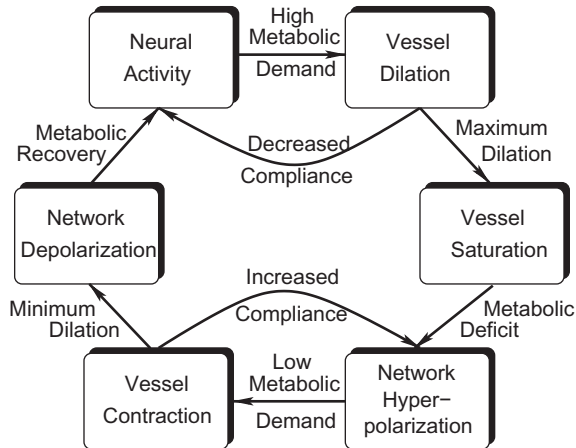 Neural
Activity
High
Metabolic
Demand
Vessel
Dilation
Metabolic
Recovery
Decreased
Compliance
Maximum
Dilation
Network
Depolarization
Vessel
Saturation
Minimum
Dilation
Increased
Compliance
Metabolic
Deficit
Vessel
Contraction
Low
Metabolic
Demand
Network
Hyper-
polarization